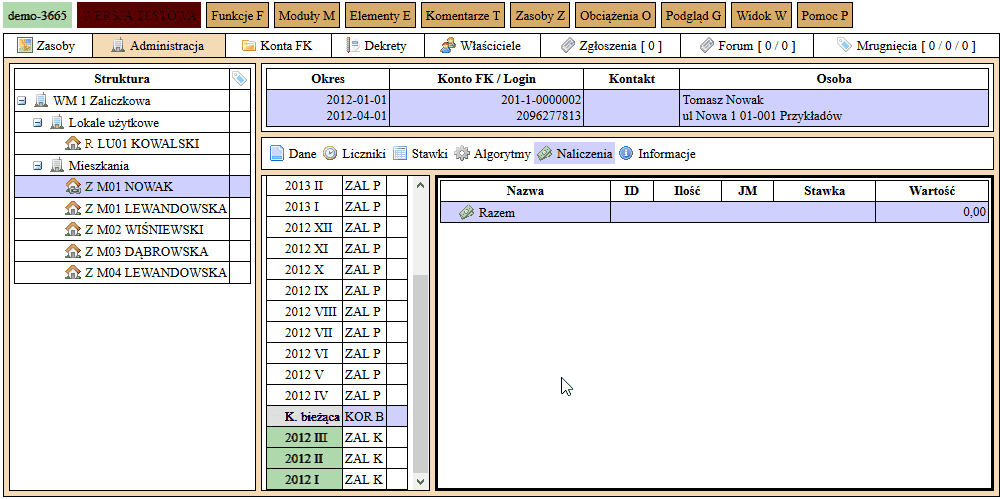 demo-3665 WERSJA TESTOWA Funkcje F Moduły M Elementy E Komentarze T Zasoby Z Obciążenia O Podgląd G Widok W Pomoc P
Zasoby Administracja Konta FK Dekrety Właściciele Zgłoszenia [ 0 ] Forum [ 0 / 0 ] Mrugnięcia [ 0 / 0 / 0 ]
Struktura
WM 1 Zaliczkowa
Lokale użytkowe
R LU01 KOWALSKI
Mieszkania
Z M01 NOWAK
Z M01 LEWANDOWSKA
Z M02 WIŚNIEWSKI
Z M03 DĄBROWSKA
Z M04 LEWANDOWSKA
Okres Konto FK / Login Kontakt Osoba
2012-01-01 201-1-0000002 Tomasz Nowak
2012-04-01 2096277813 ul Nowa 1 01-001 Przykładów
Dane Liczniki Stawki Algorytmy Naliczenia Informacje
2013 II ZAL P
2013 I ZAL P
2012 XII ZAL P
2012 XI ZAL P
2012 X ZAL P
2012 IX ZAL P
2012 VIII ZAL P
2012 VII ZAL P
2012 VI ZAL P
2012 V ZAL P
2012 IV ZAL P
K. bieżąca KOR B
2012 III ZAL K
2012 II ZAL K
2012 I ZAL K
Nazwa ID Ilość JM Stawka Wartość
Razem 0,00